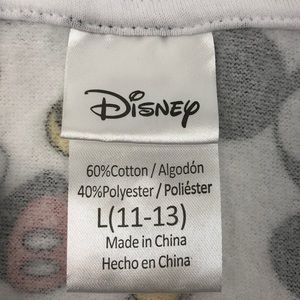 Disney
60%Cotton / Algodón
40%Polyester / Poliéster
L(11-13)
Made in China
Hecho en China